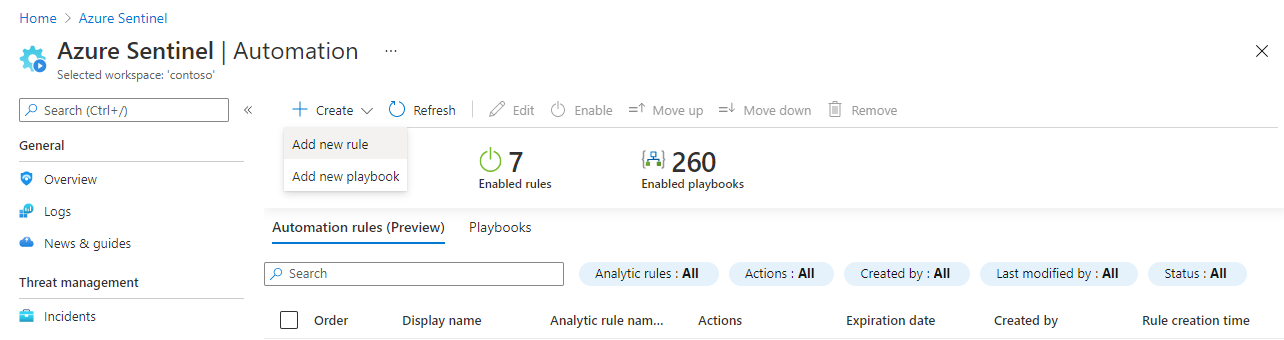 Home > Azure Sentinel
Azure Sentinel | Automation ...
Selected workspace: 'contoso'
Search (Ctrl+/) «
Create Refresh Edit Enable Move up Move down Remove
Add new rule
Add new playbook
7
Enabled rules
260
Enabled playbooks
General
Overview
Logs
News & guides
Threat management
Incidents
Automation rules (Preview) Playbooks
Search Analytic rules : All Actions : All Created by : All Last modified by : All Status : All
Order Display name Analytic rule nam... Actions Expiration date Created by Rule creation time